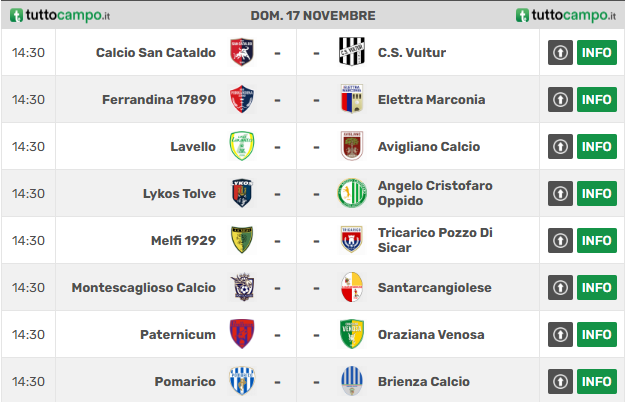 tuttocampo.it DOM. 17 NOVEMBRE tuttocampo.it
14:30 Calcio San Cataldo - - C.S. Vultur INFO
14:30 Ferrandina 17890 - - Elettra Marconia INFO
14:30 Lavello - - Avigliano Calcio INFO
14:30 Lykos Tolve - - Angelo Cristofaro
Oppido INFO
14:30 Melfi 1929 - - Tricarico Pozzo Di
Sicar INFO
14:30 Montescaglioso Calcio - - Santarcangiolese INFO
14:30 Paternicum - - Oraziana Venosa INFO
14:30 Pomarico - - Brienza Calcio INFO